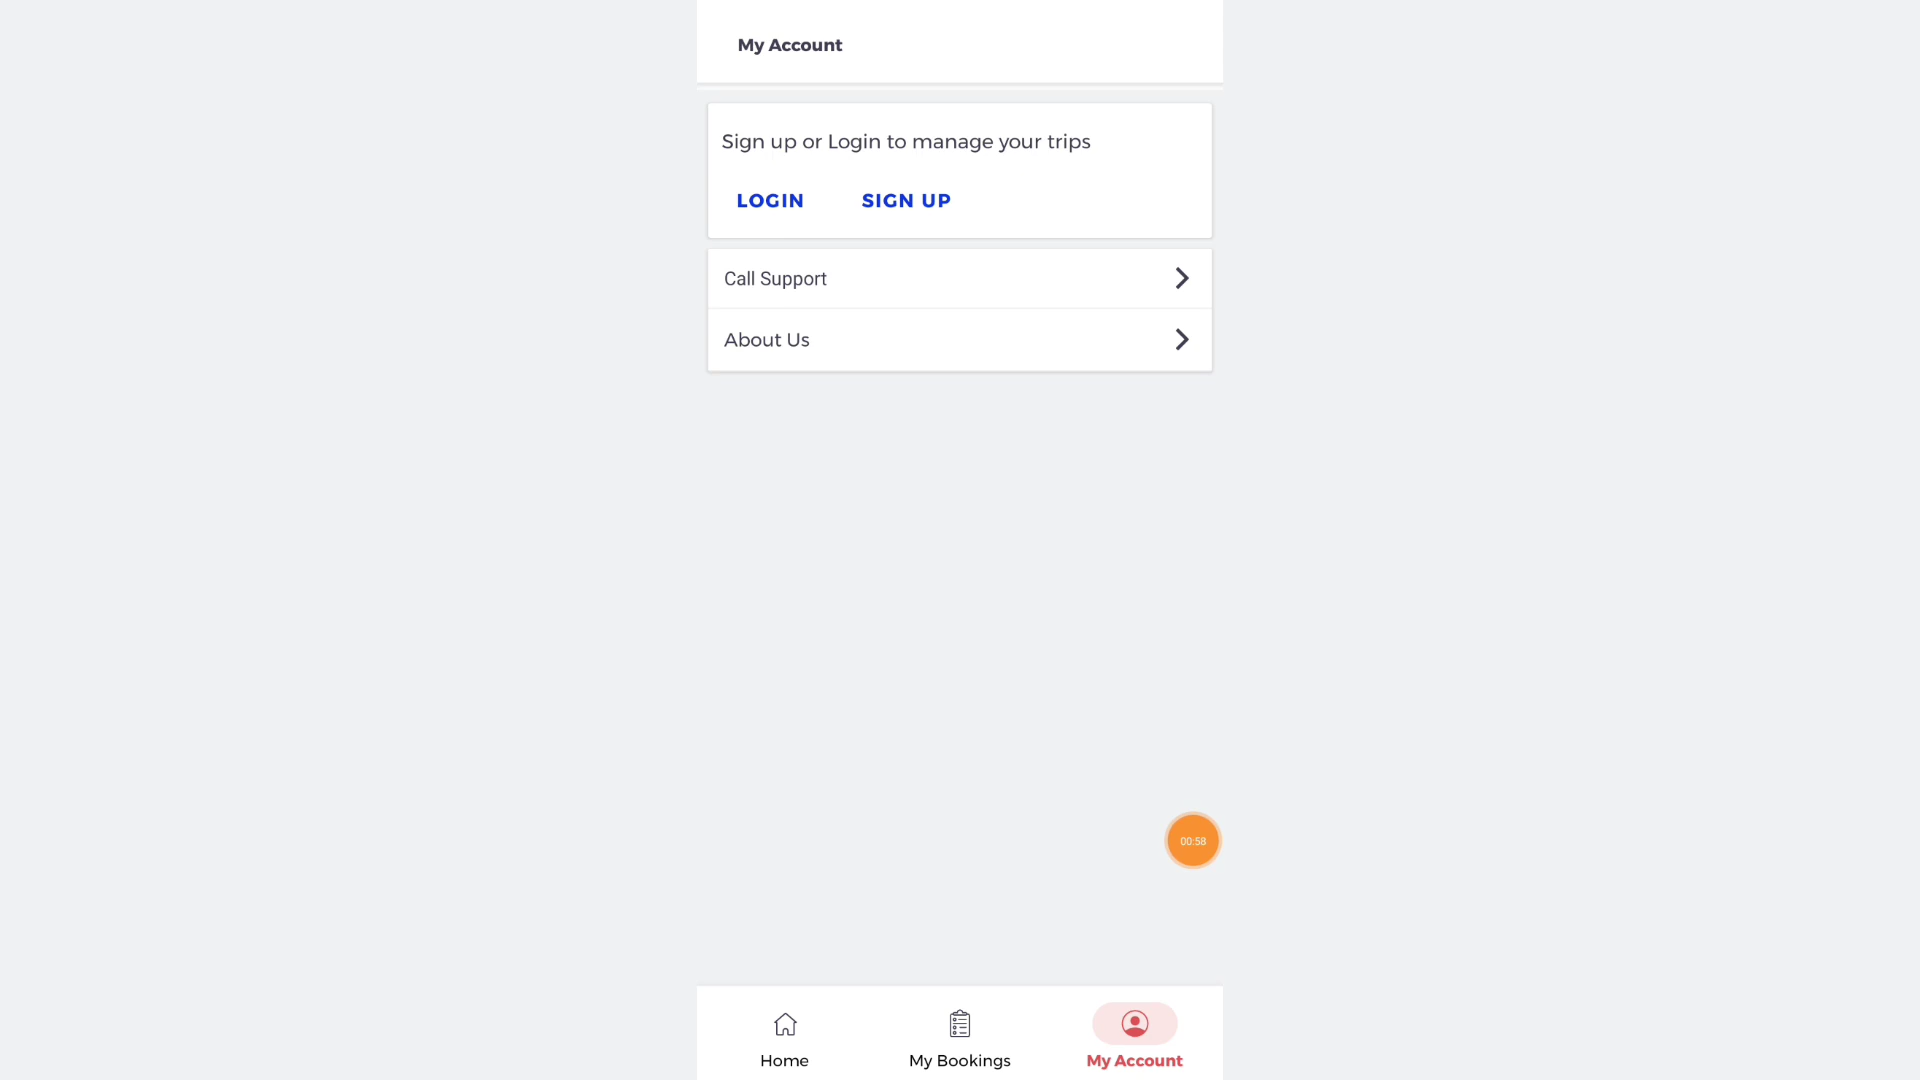 My Account
Sign up or Login to manage your trips
LOGIN SIGN UP
Call Support
About Us
00:58
Home My Bookings My Account